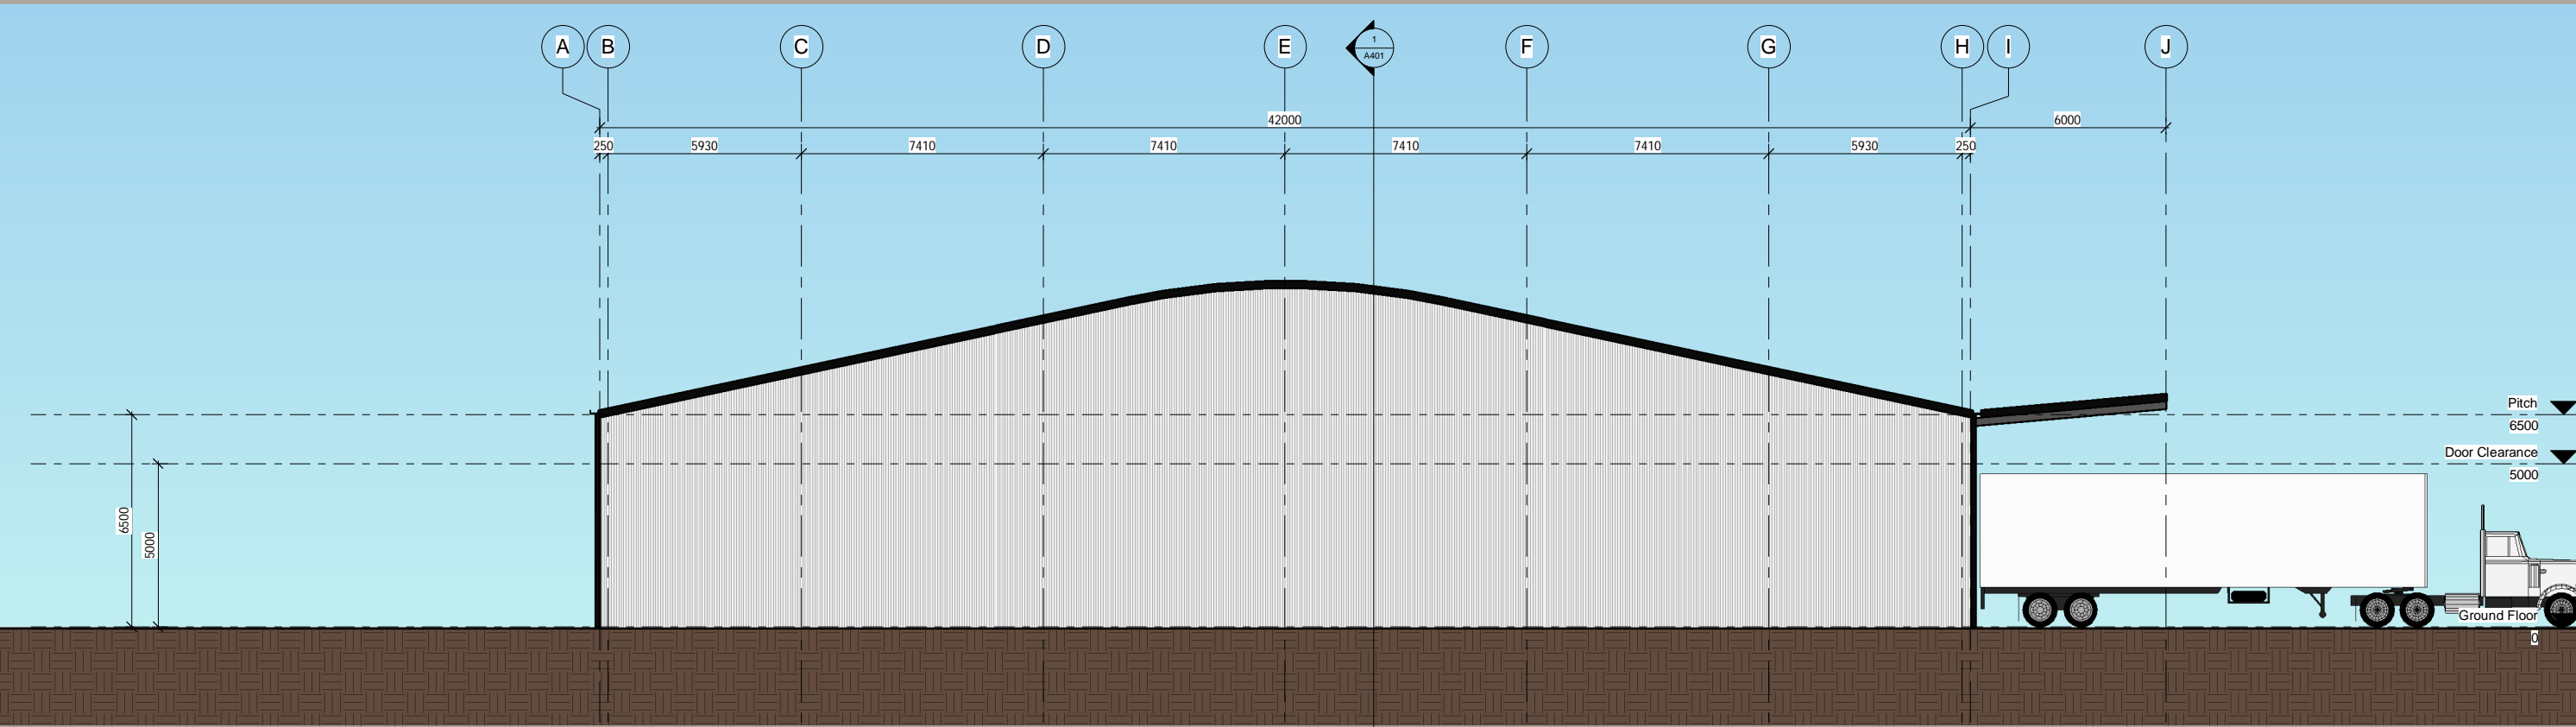 A B C D E 1 F G H I J
A401
42000 6000
250 5930 7410 7410 7410 7410 5930 250
Pitch
6500
Door Clearance
5000
6500
5000
Ground Floor
0